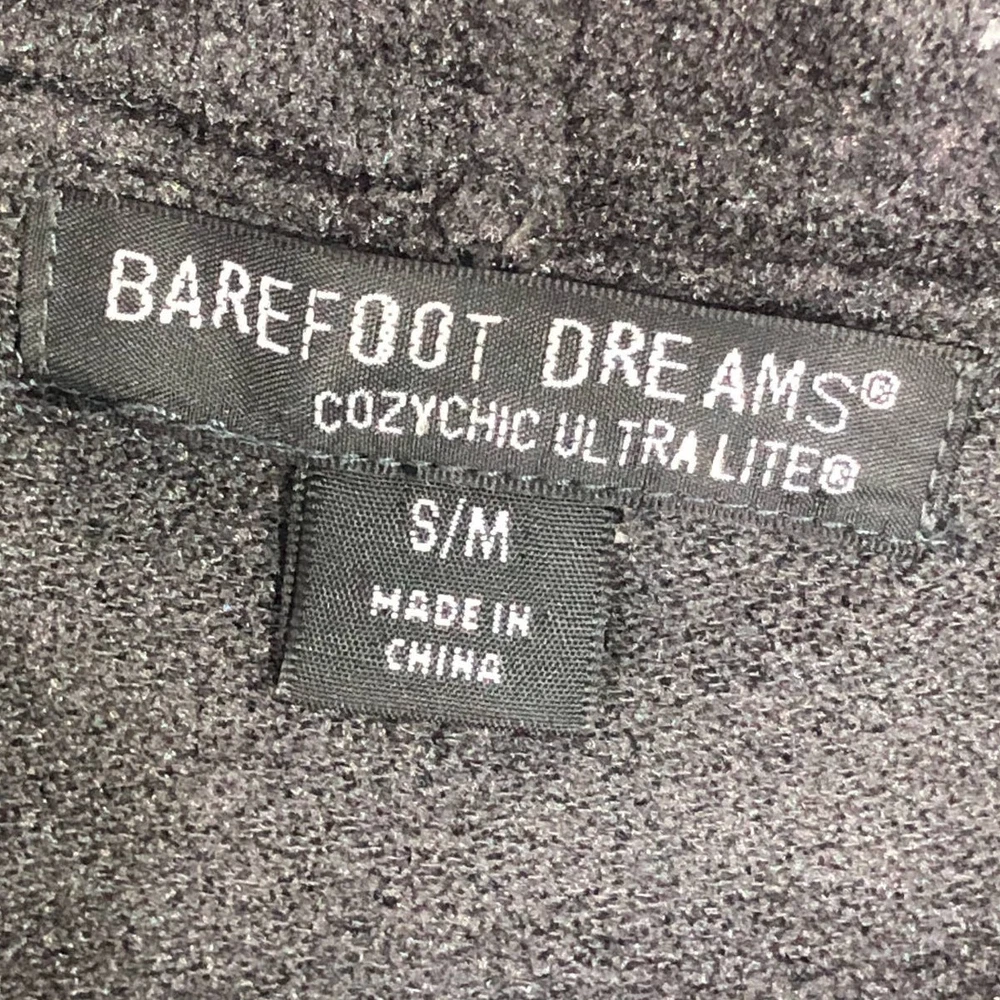 BAREFOOT DREAMS®
COZYCHIC ULTRA LITE®
S/M
MADE IN
CHINA